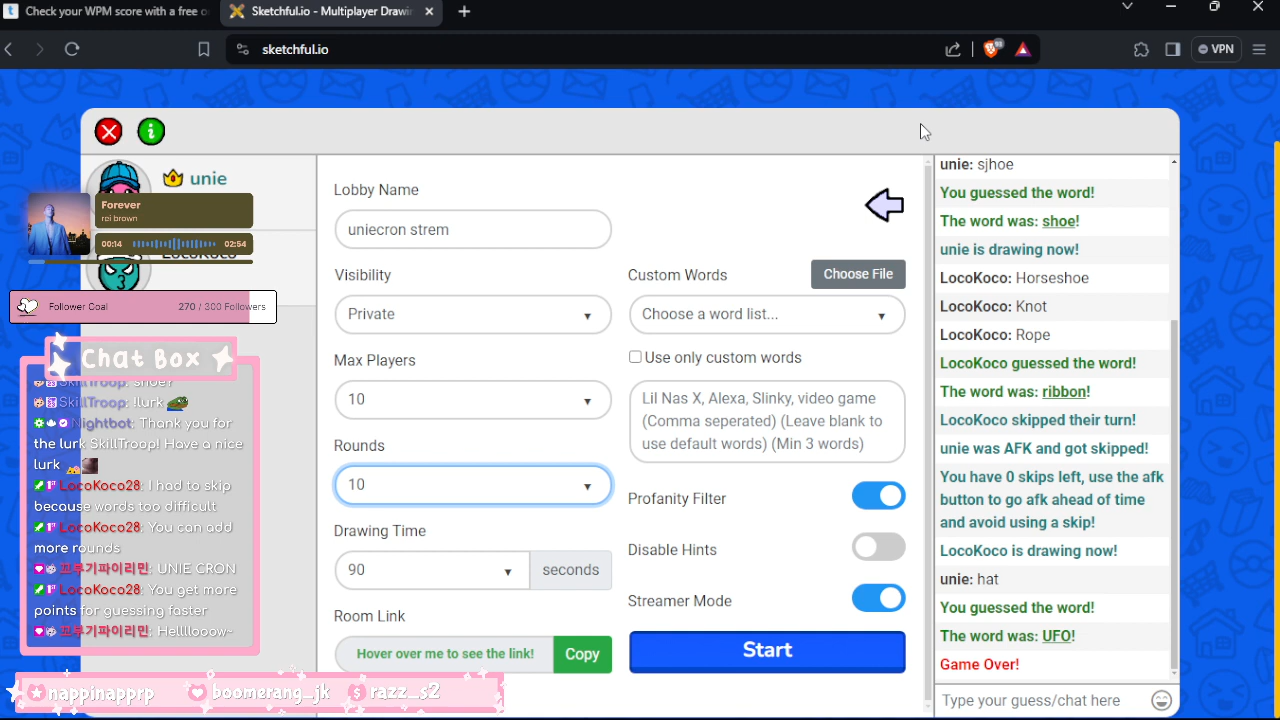 Check your WPM score with a free o
Sketchful.io - Multiplayer Drawi
sketchful.io
VPN
unie
Forever
rei brown
00:14
02:54
LocoKoco
Follower Goal
270 / 300 Followers
Chat Box
SkillTroop: shoe?
SkillTroop: !lurk
Nightbot: Thank you for
the lurk SkillTroop! Have a nice
lurk
LocoKoco28: I had to skip
because words too difficult
LocoKoco28: You can add
more rounds
꼬부기파이리민: UNIE CRON
LocoKoco28: You get more
points for guessing faster
꼬부기파이리민: Helllooow~
nappinapprp
boomerang_jk
razz_s2
Lobby Name
uniecron strem
Visibility
Private
Max Players
10
Rounds
10
Drawing Time
90
seconds
Room Link
Hover over me to see the link!
Copy
Custom Words
Choose File
Choose a word list...
Use only custom words
Lil Nas X, Alexa, Slinky, video game
(Comma seperated) (Leave blank to
use default words) (Min 3 words)
Profanity Filter
Disable Hints
Streamer Mode
Start
unie: sjhoe
You guessed the word!
The word was: shoe!
unie is drawing now!
LocoKoco: Horseshoe
LocoKoco: Knot
LocoKoco: Rope
LocoKoco guessed the word!
The word was: ribbon!
LocoKoco skipped their turn!
unie was AFK and got skipped!
You have 0 skips left, use the afk
button to go afk ahead of time
and avoid using a skip!
LocoKoco is drawing now!
unie: hat
You guessed the word!
The word was: UFO!
Game Over!
Type your guess/chat here